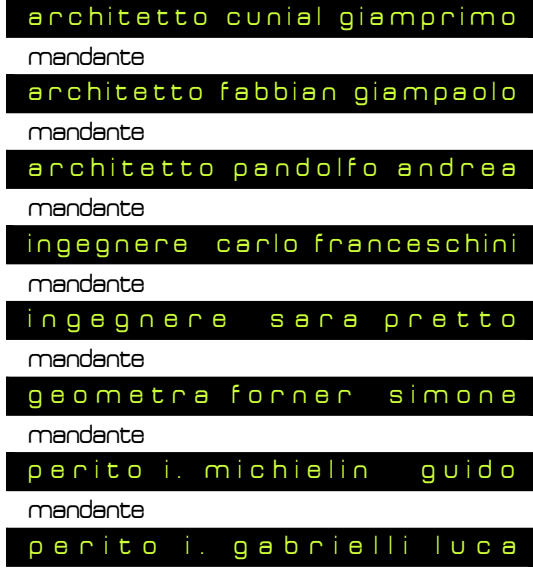 architetto cunial giamprimo
mandante
architetto fabbian giampaolo
mandante
architetto pandolfo andrea
mandante
ingegnere carlo franceschini
mandante
ingegnere sara pretto
mandante
geometra forner simone
mandante
perito i. michielin guido
mandante
perito i. gabrielli luca